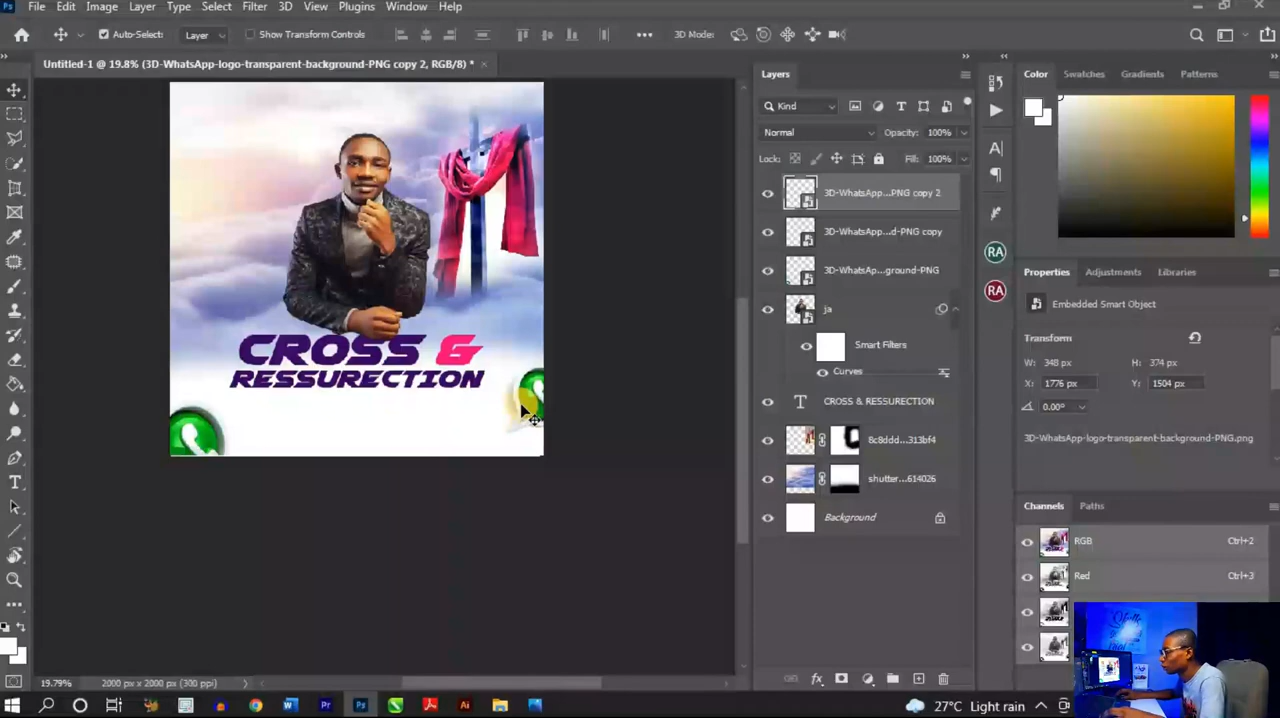 Ps File Edit Image Layer Type Select Filter 3D View Plugins Window Help
Auto-Select: Layer Show Transform Controls 3D Mode:
Untitled-1 @ 19.8% (3D-WhatsApp-logo-transparent-background-PNG copy 2, RGB/8) *
CROSS &
RESSURECTION
19.79% 2000 px x 2000 px (300 ppi)
Layers
Kind
Normal Opacity: 100%
Lock: Fill: 100%
3D-WhatsApp...PNG copy 2
3D-WhatsApp...d-PNG copy
3D-WhatsAp...ground-PNG
ja
Smart Filters
Curves
CROSS & RESSURECTION
8c8ddd...313bf4
shutter...614026
Background
fx
RA
RA
Color Swatches Gradients Patterns
Properties Adjustments Libraries
Embedded Smart Object
Transform
W: 348 px H: 374 px
X: 1776 px Y: 1504 px
0.00°
3D-WhatsApp-logo-transparent-background-PNG.png
Channels Paths
RGB Ctrl+2
Red Ctrl+3
27°C Light rain